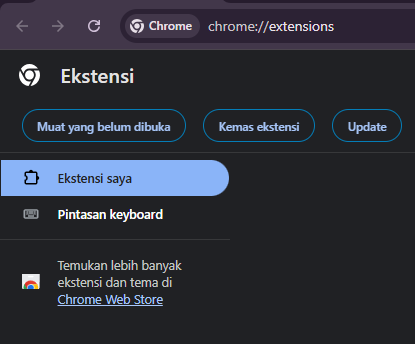 Chrome chrome://extensions
Ekstensi
Muat yang belum dibuka Kemas ekstensi Update
Ekstensi saya
Pintasan keyboard
Temukan lebih banyak
ekstensi dan tema di
Chrome Web Store